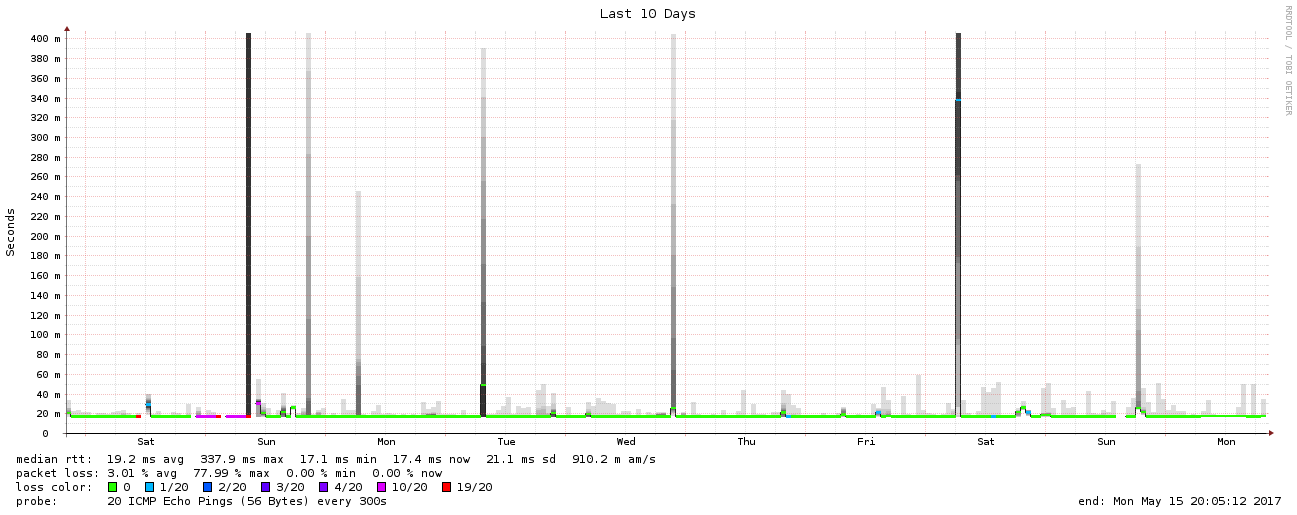 Last 10 Days
RRDTOOL / TOBI OETIKER
Seconds
400 m
380 m
360 m
340 m
320 m
300 m
280 m
260 m
240 m
220 m
200 m
180 m
160 m
140 m
120 m
100 m
80 m
60 m
40 m
20 m
0
Sat Sun Mon Tue Wed Thu Fri Sat Sun Mon
median rtt: 19.2 ms avg 337.9 ms max 17.1 ms min 17.4 ms now 21.1 ms sd 910.2 m am/s
packet loss: 3.01 % avg 77.99 % max 0.00 % min 0.00 % now
loss color: 0 1/20 2/20 3/20 4/20 10/20 19/20
probe: 20 ICMP Echo Pings (56 Bytes) every 300s end: Mon May 15 20:05:12 2017